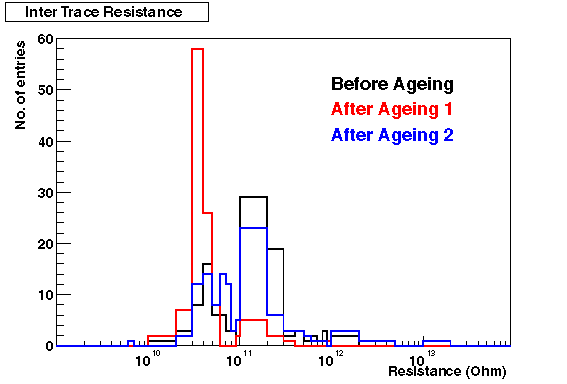 Inter Trace Resistance
No. of entries
60
50
40
30
20
10
0
Before Ageing
After Ageing 1
After Ageing 2
10^10 10^11 10^12 10^13
Resistance (Ohm)